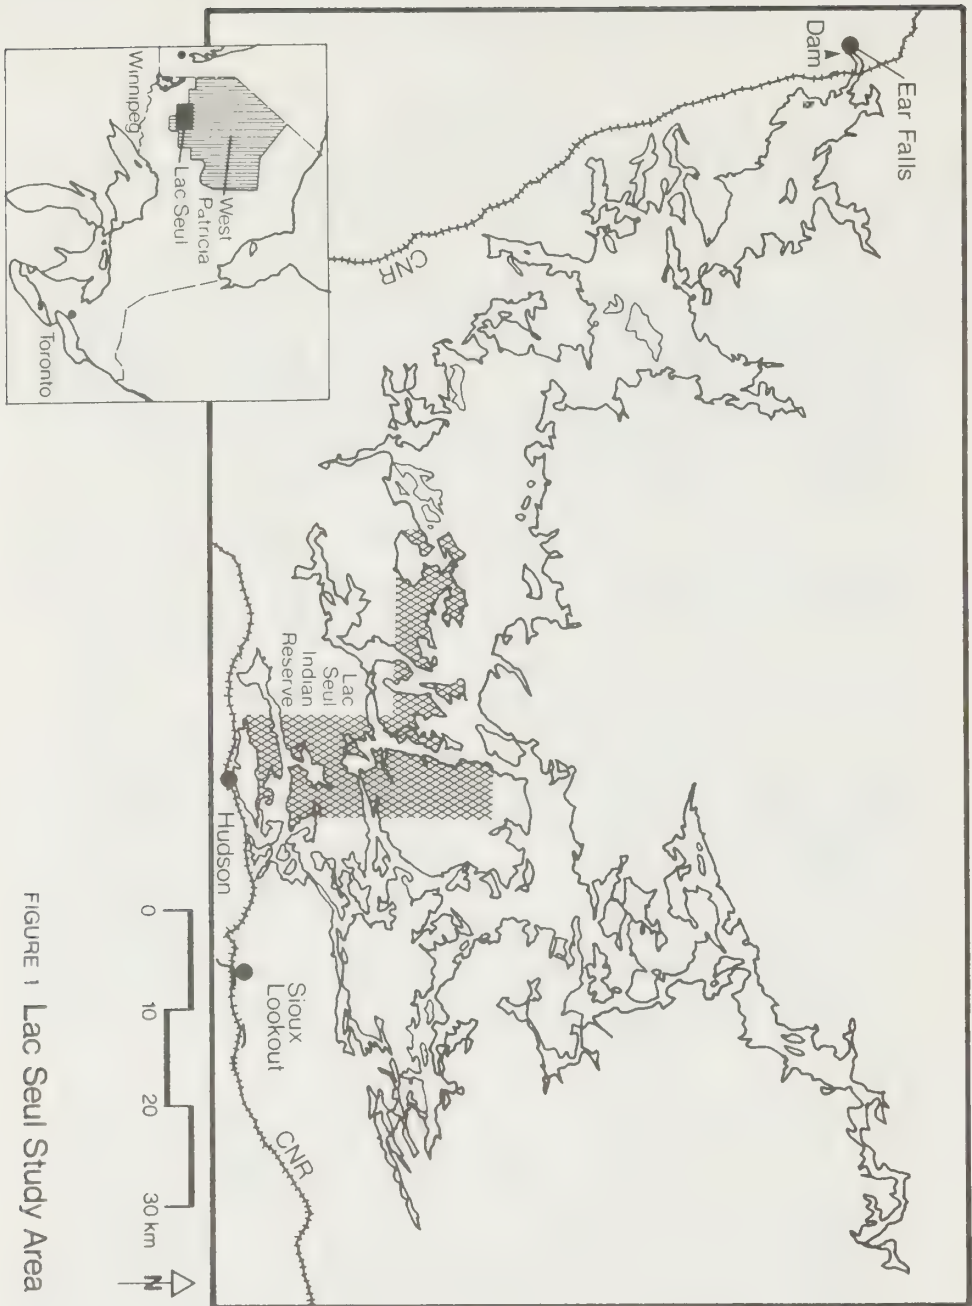 Ear Falls
Dam
CNR
Winnipeg
West
Patricia
Lac Seul
Toronto
Lac
Seul
Indian
Reserve
Hudson
Sioux
Lookout
CNR
0
10
20
30 km
N
FIGURE 1 Lac Seul Study Area